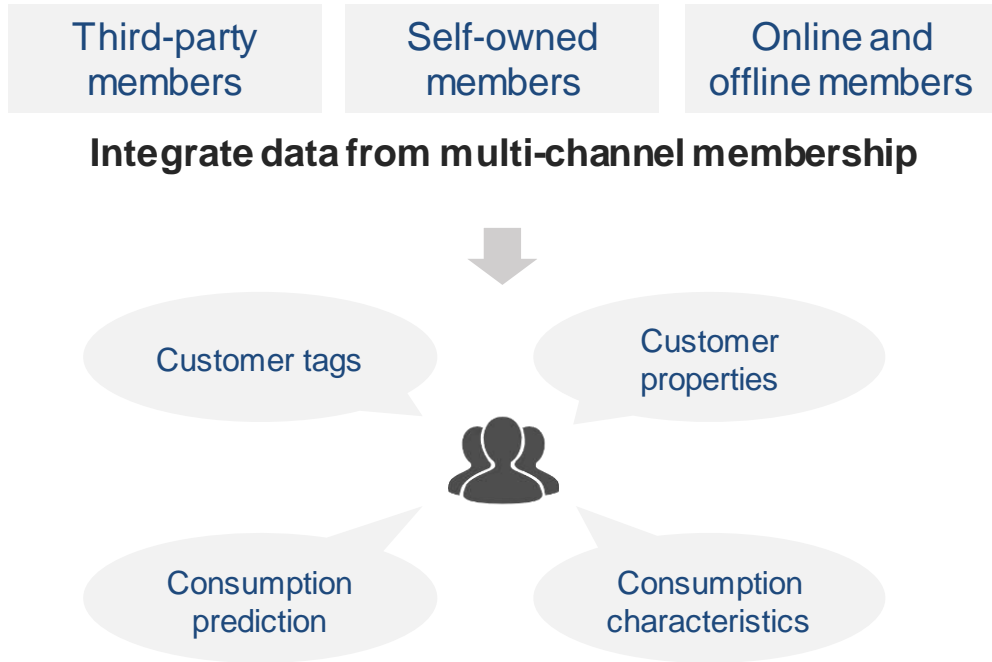 Third-party
members
Self-owned
members
Online and
offline members
Integrate data from multi-channel membership
Customer tags
Customer
properties
Consumption
prediction
Consumption
characteristics